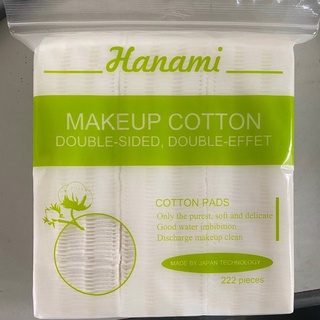 Hanami
MAKEUP COTTON
DOUBLE-SIDED, DOUBLE-EFFET
COTTON PADS
Only the purest, soft and delicate
Good water imbibition
Discharge makeup clean
MADE BY JAPAN TECHNOLOGY
222 pieces